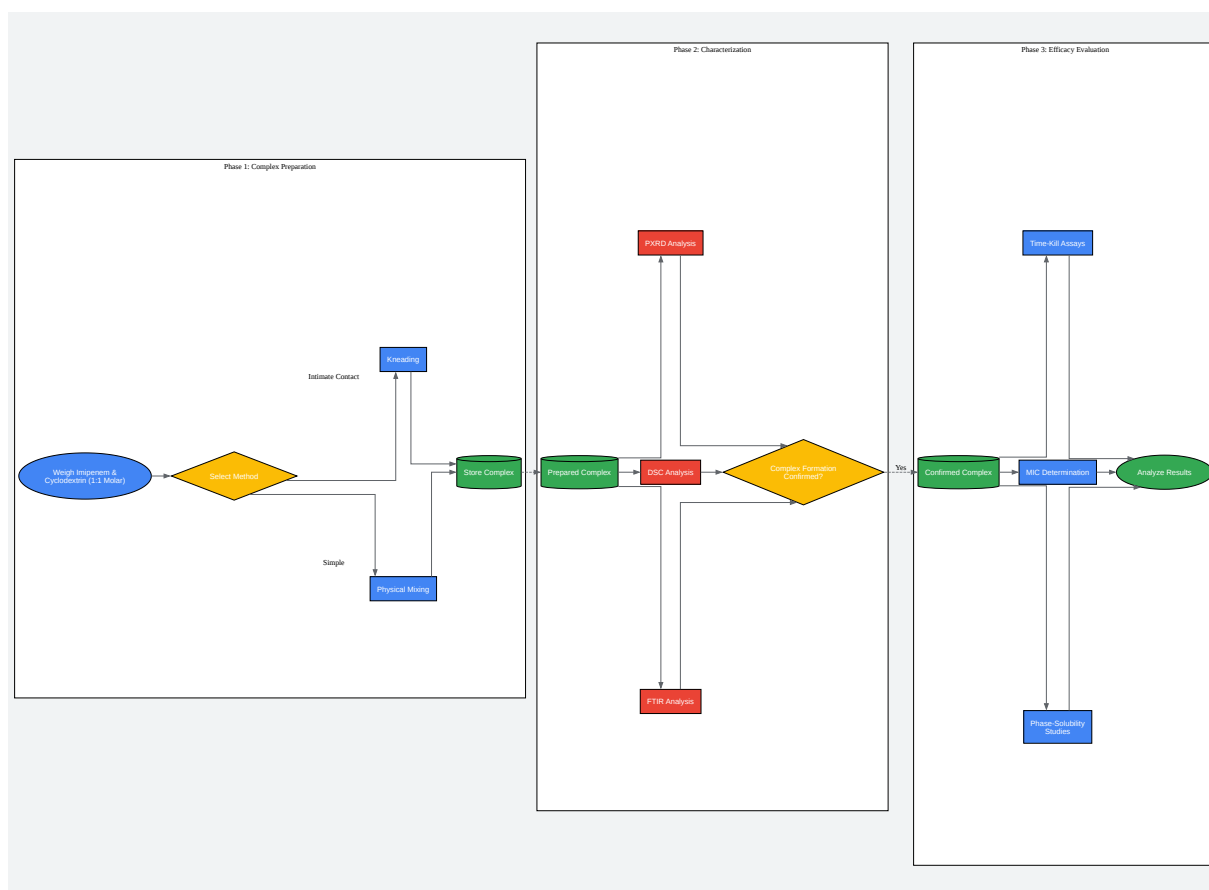 Phase 1: Complex Preparation
Weigh Imipenem &
Cyclodextrin (1:1 Molar)
Select Method
Intimate Contact
Kneading
Simple
Physical Mixing
Store Complex
Phase 2: Characterization
Prepared Complex
PXRD Analysis
DSC Analysis
FTIR Analysis
Complex Formation
Confirmed?
Yes
Phase 3: Efficacy Evaluation
Confirmed Complex
Time-Kill Assays
MIC Determination
Phase-Solubility
Studies
Analyze Results